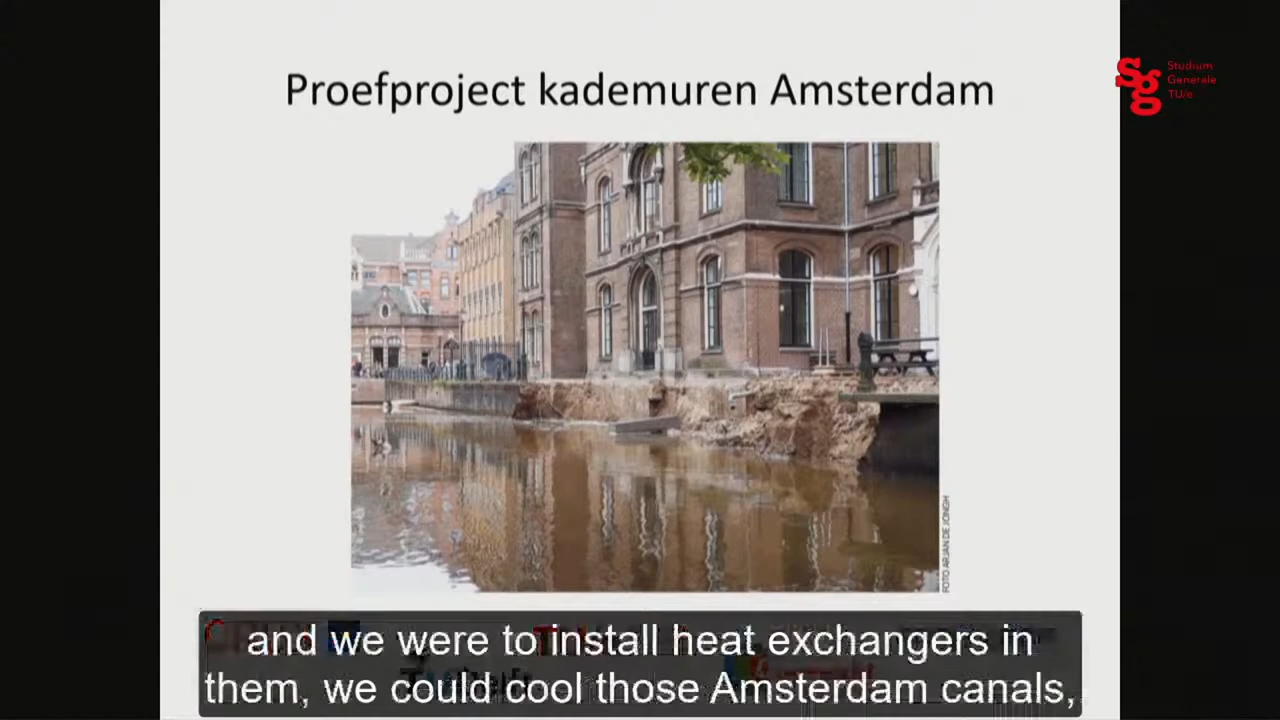 Proefproject kademuren Amsterdam
Studium
Generale
TU/e
sg
FOTO ARJAN DE JONGH
and we were to install heat exchangers in
them, we could cool those Amsterdam canals,